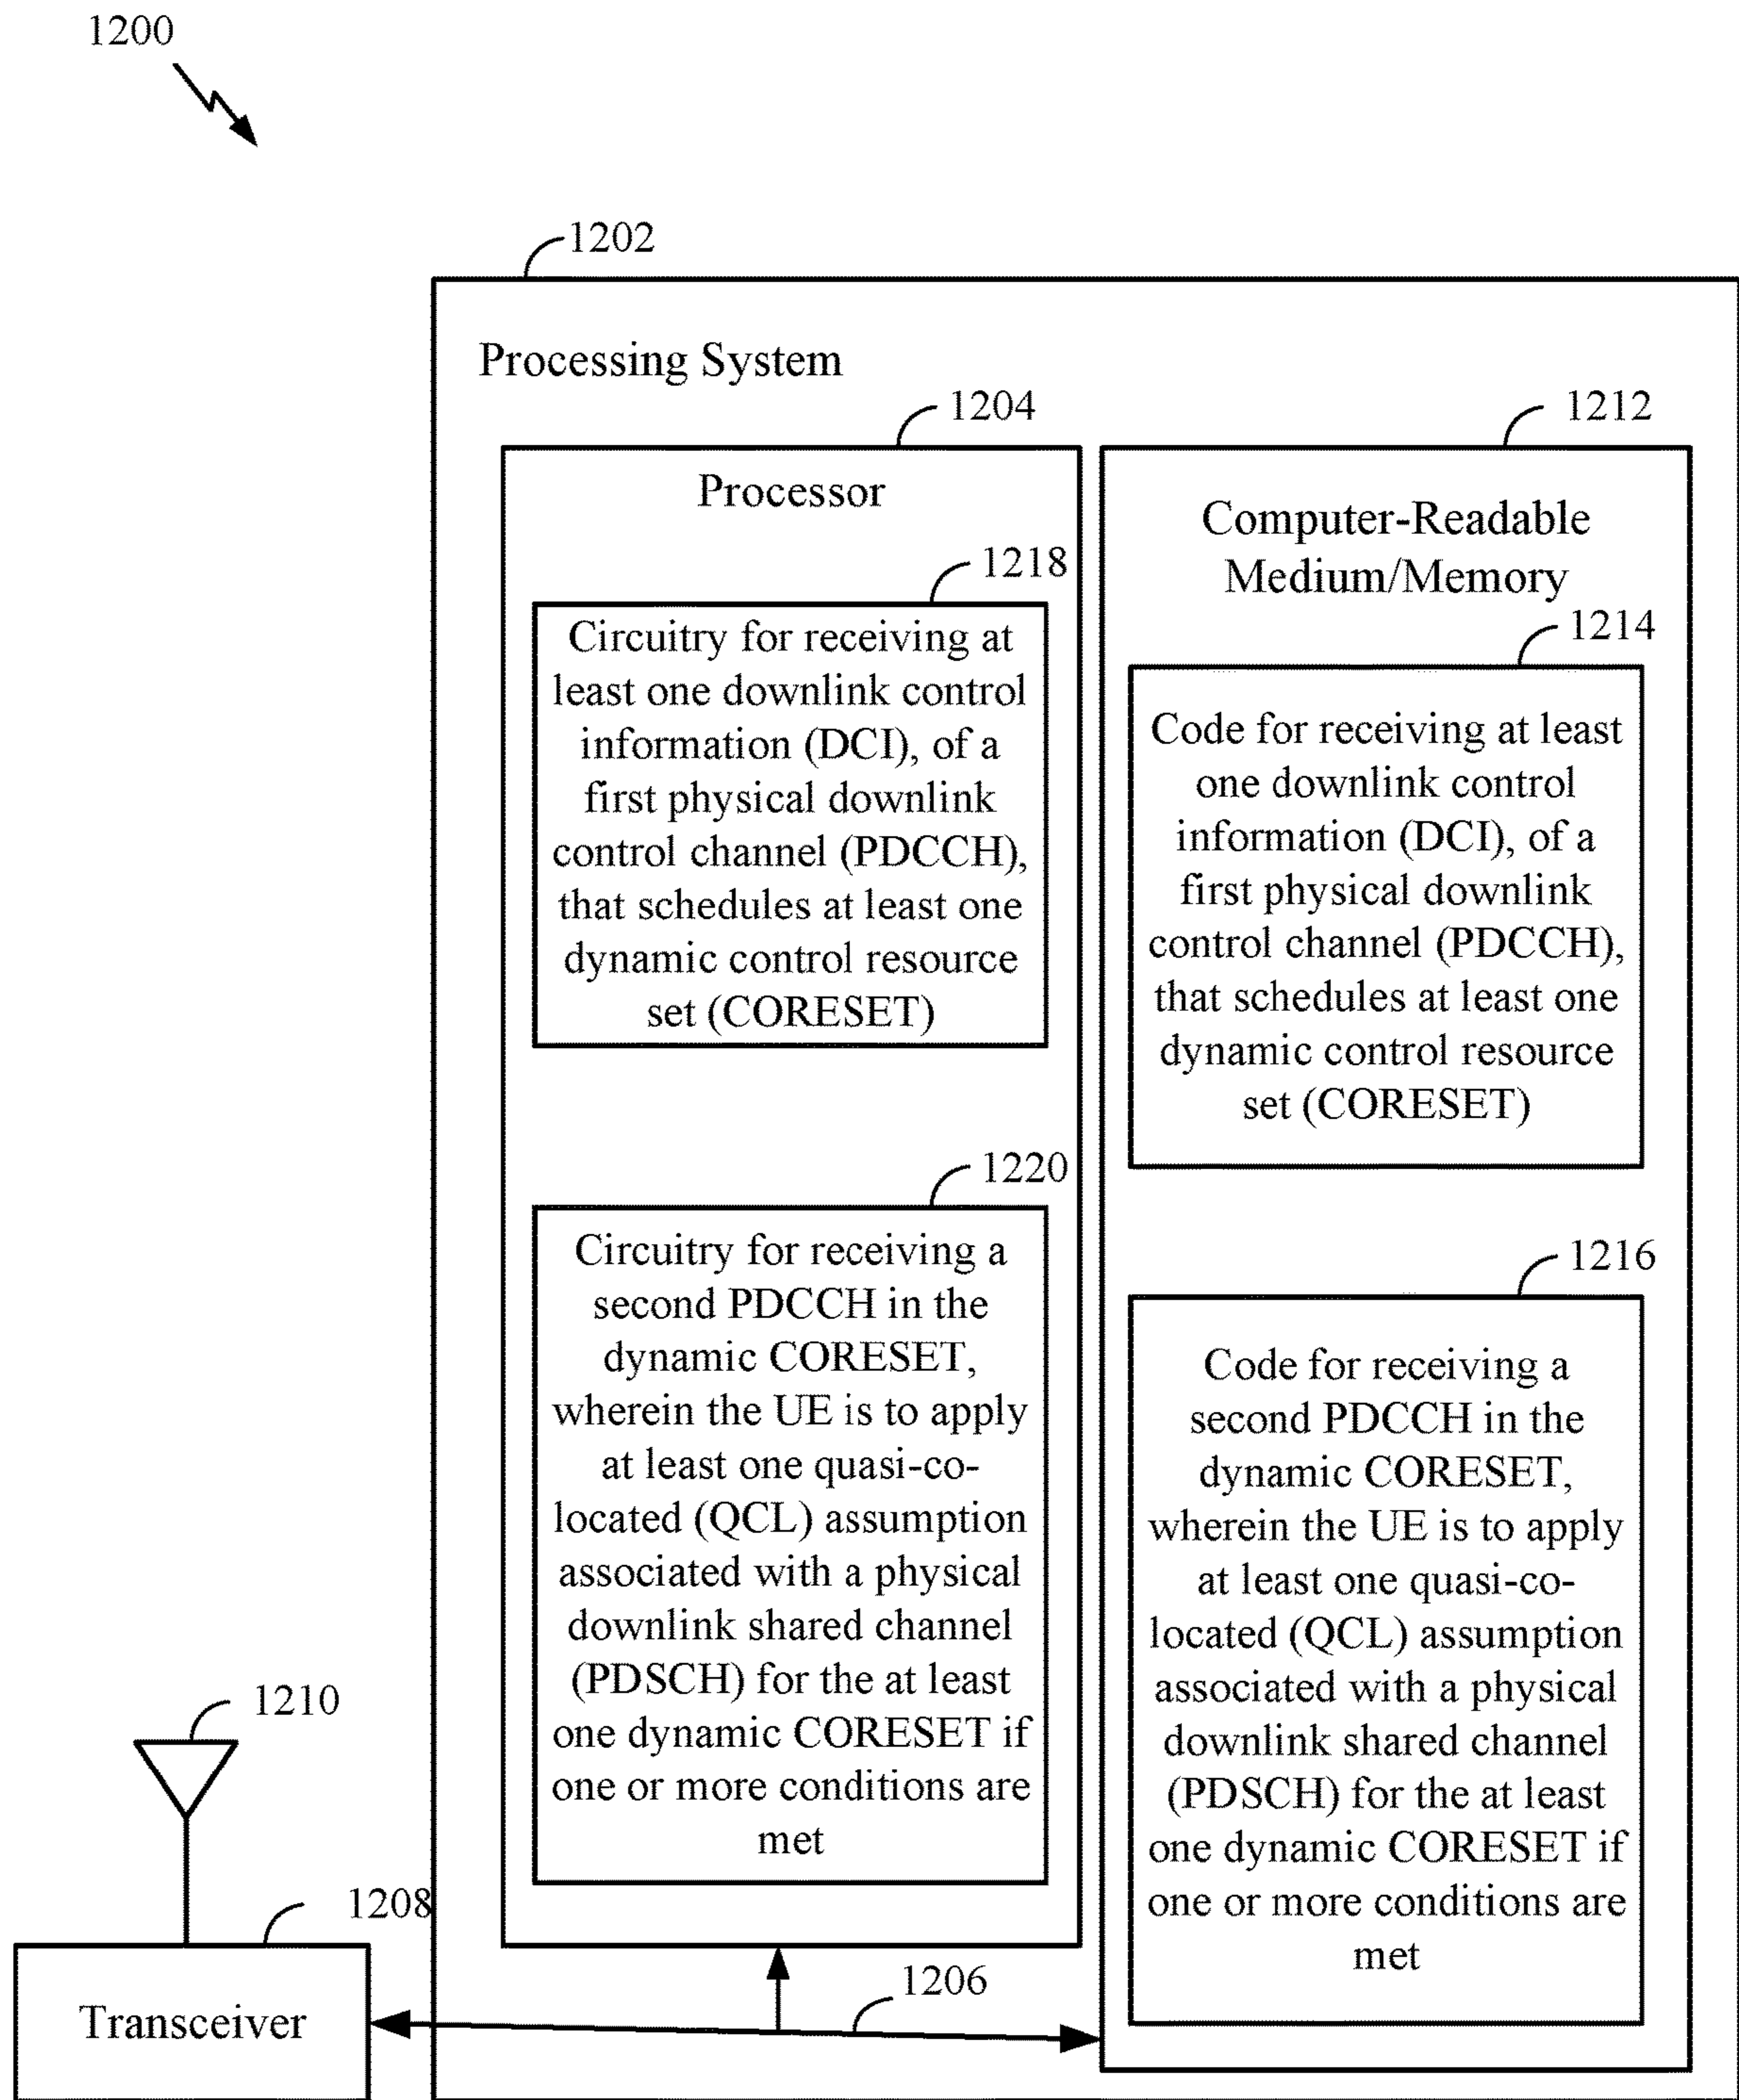 1200
1202
Processing System
1204
Processor
1218
Circuitry for receiving at
least one downlink control
information (DCI), of a
first physical downlink
control channel (PDCCH),
that schedules at least one
dynamic control resource
set (CORESET)
1220
Circuitry for receiving a
second PDCCH in the
dynamic CORESET,
wherein the UE is to apply
at least one quasi-co-
located (QCL) assumption
associated with a physical
downlink shared channel
(PDSCH) for the at least
one dynamic CORESET if
one or more conditions are
met
1212
Computer-Readable
Medium/Memory
1214
Code for receiving at least
one downlink control
information (DCI), of a
first physical downlink
control channel (PDCCH),
that schedules at least one
dynamic control resource
set (CORESET)
1216
Code for receiving a
second PDCCH in the
dynamic CORESET,
wherein the UE is to apply
at least one quasi-co-
located (QCL) assumption
associated with a physical
downlink shared channel
(PDSCH) for the at least
one dynamic CORESET if
one or more conditions are
met
1210
1208
Transceiver
1206